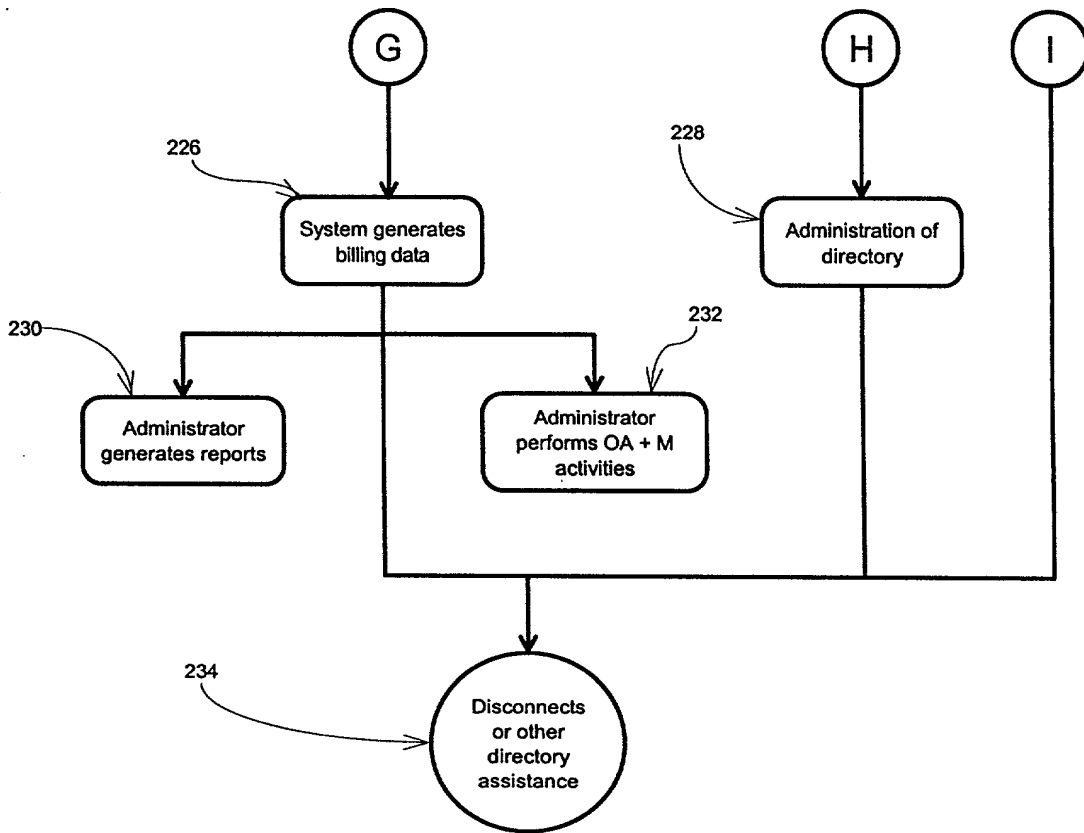 G
H
I
226
228
System generates
billing data
Administration of
directory
230
232
Administrator
generates reports
Administrator
performs OA + M
activities
234
Disconnects
or other
directory
assistance